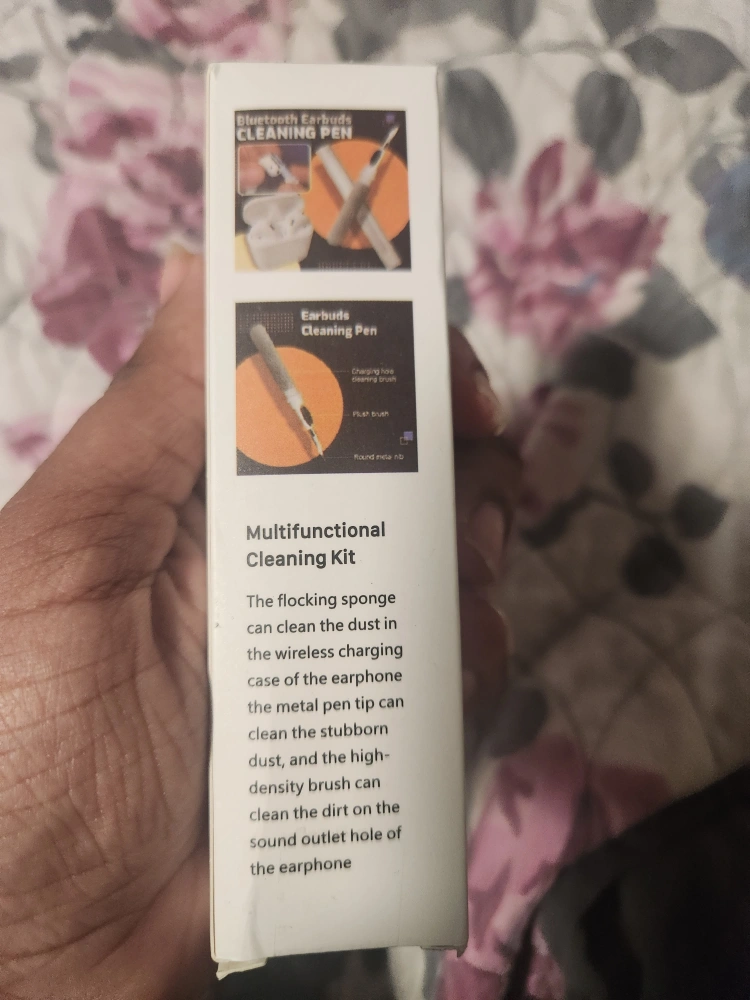 Bluetooth Earbuds
CLEANING PEN
Earbuds
Cleaning Pen
Charging hole
cleaning brush
Plush brush
Round metal nib
Multifunctional
Cleaning Kit
The flocking sponge
can clean the dust in
the wireless charging
case of the earphone
the metal pen tip can
clean the stubborn
dust, and the high-
density brush can
clean the dirt on the
sound outlet hole of
the earphone